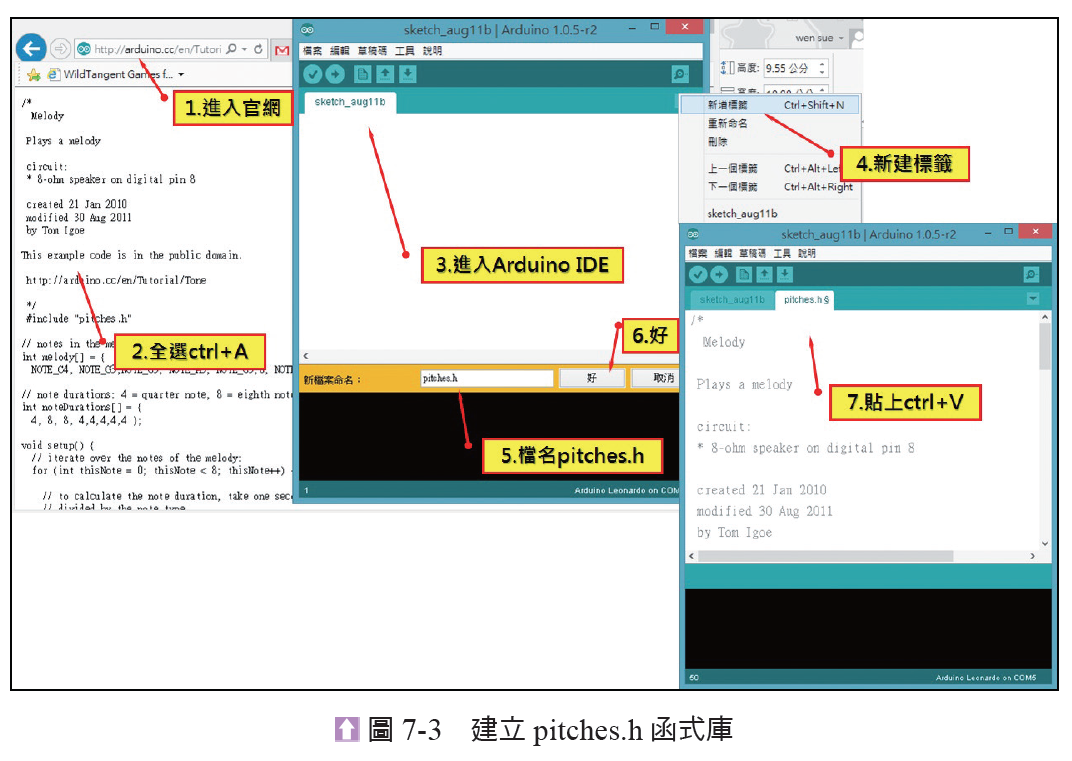 http://arduino.cc/en/Tutori
WildTangent Games f...
1.進入官網
/*
Melody
Plays a melody
circuit:
* 8-ohm speaker on digital pin 8
created 21 Jan 2010
modified 30 Aug 2011
by Tom Igoe
This example code is in the public domain.
http://arduino.cc/en/Tutorial/Tone
*/
#include "pitches.h"
2.全選ctrl+A
// notes in the me
int melody[] = {
// note durations: 4 = quarter note, 8 = eighth note
int noteDurations[] = {
4, 8, 8, 4,4,4,4,4 };
void setup() {
// iterate over the notes of the melody:
for (int thisNote = 0; thisNote < 8; thisNote++)
// to calculate the note duration, take one sec
// divided by the note type
sketch_aug11b | Arduino 1.0.5-r2
檔案 編輯 草稿碼 工具 說明
sketch_aug11b
3.進入Arduino IDE
6.好
新檔案命名：
pitches.h
好
取消
5.檔名pitches.h
1
Arduino Leonardo on COM
wen sue
高度: 9.55 公分
新增標籤 Ctrl+Shift+N
重新命名
刪除
上一個標籤 Ctrl+Alt+Left
下一個標籤 Ctrl+Alt+Right
sketch_aug11b
4.新建標籤
sketch_aug11b | Arduino 1.0.5-r2
檔案 編輯 草稿碼 工具 說明
sketch_aug11b pitches.h §
/*
Melody
Plays a melody
circuit:
* 8-ohm speaker on digital pin 8
created 21 Jan 2010
modified 30 Aug 2011
by Tom Igoe
7.貼上ctrl+V
50
Arduino Leonardo on COM5
圖 7-3 建立 pitches.h 函式庫